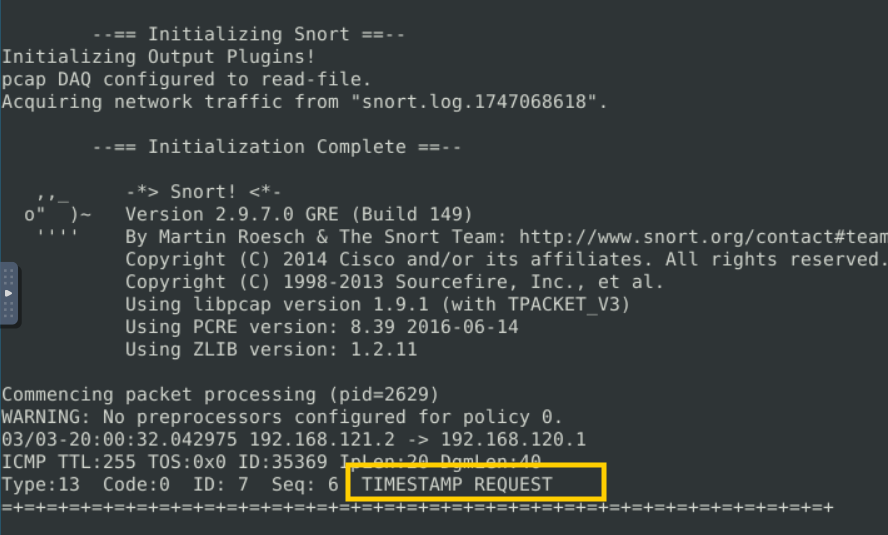 --== Initializing Snort ==--
Initializing Output Plugins!
pcap DAQ configured to read-file.
Acquiring network traffic from "snort.log.1747068618".
--== Initialization Complete ==--
,,_ -*> Snort! <*-
o" )~ Version 2.9.7.0 GRE (Build 149)
'''' By Martin Roesch & The Snort Team: http://www.snort.org/contact#team
Copyright (C) 2014 Cisco and/or its affiliates. All rights reserved.
Copyright (C) 1998-2013 Sourcefire, Inc., et al.
Using libpcap version 1.9.1 (with TPACKET_V3)
Using PCRE version: 8.39 2016-06-14
Using ZLIB version: 1.2.11
Commencing packet processing (pid=2629)
WARNING: No preprocessors configured for policy 0.
03/03-20:00:32.042975 192.168.121.2 -> 192.168.120.1
ICMP TTL:255 TOS:0x0 ID:35369 IpLen:20 DgmLen:40
Type:13 Code:0 ID: 7 Seq: 6 TIMESTAMP REQUEST
=+=+=+=+=+=+=+=+=+=+=+=+=+=+=+=+=+=+=+=+=+=+=+=+=+=+=+=+=+=+=+=+=+=+=+=+=+